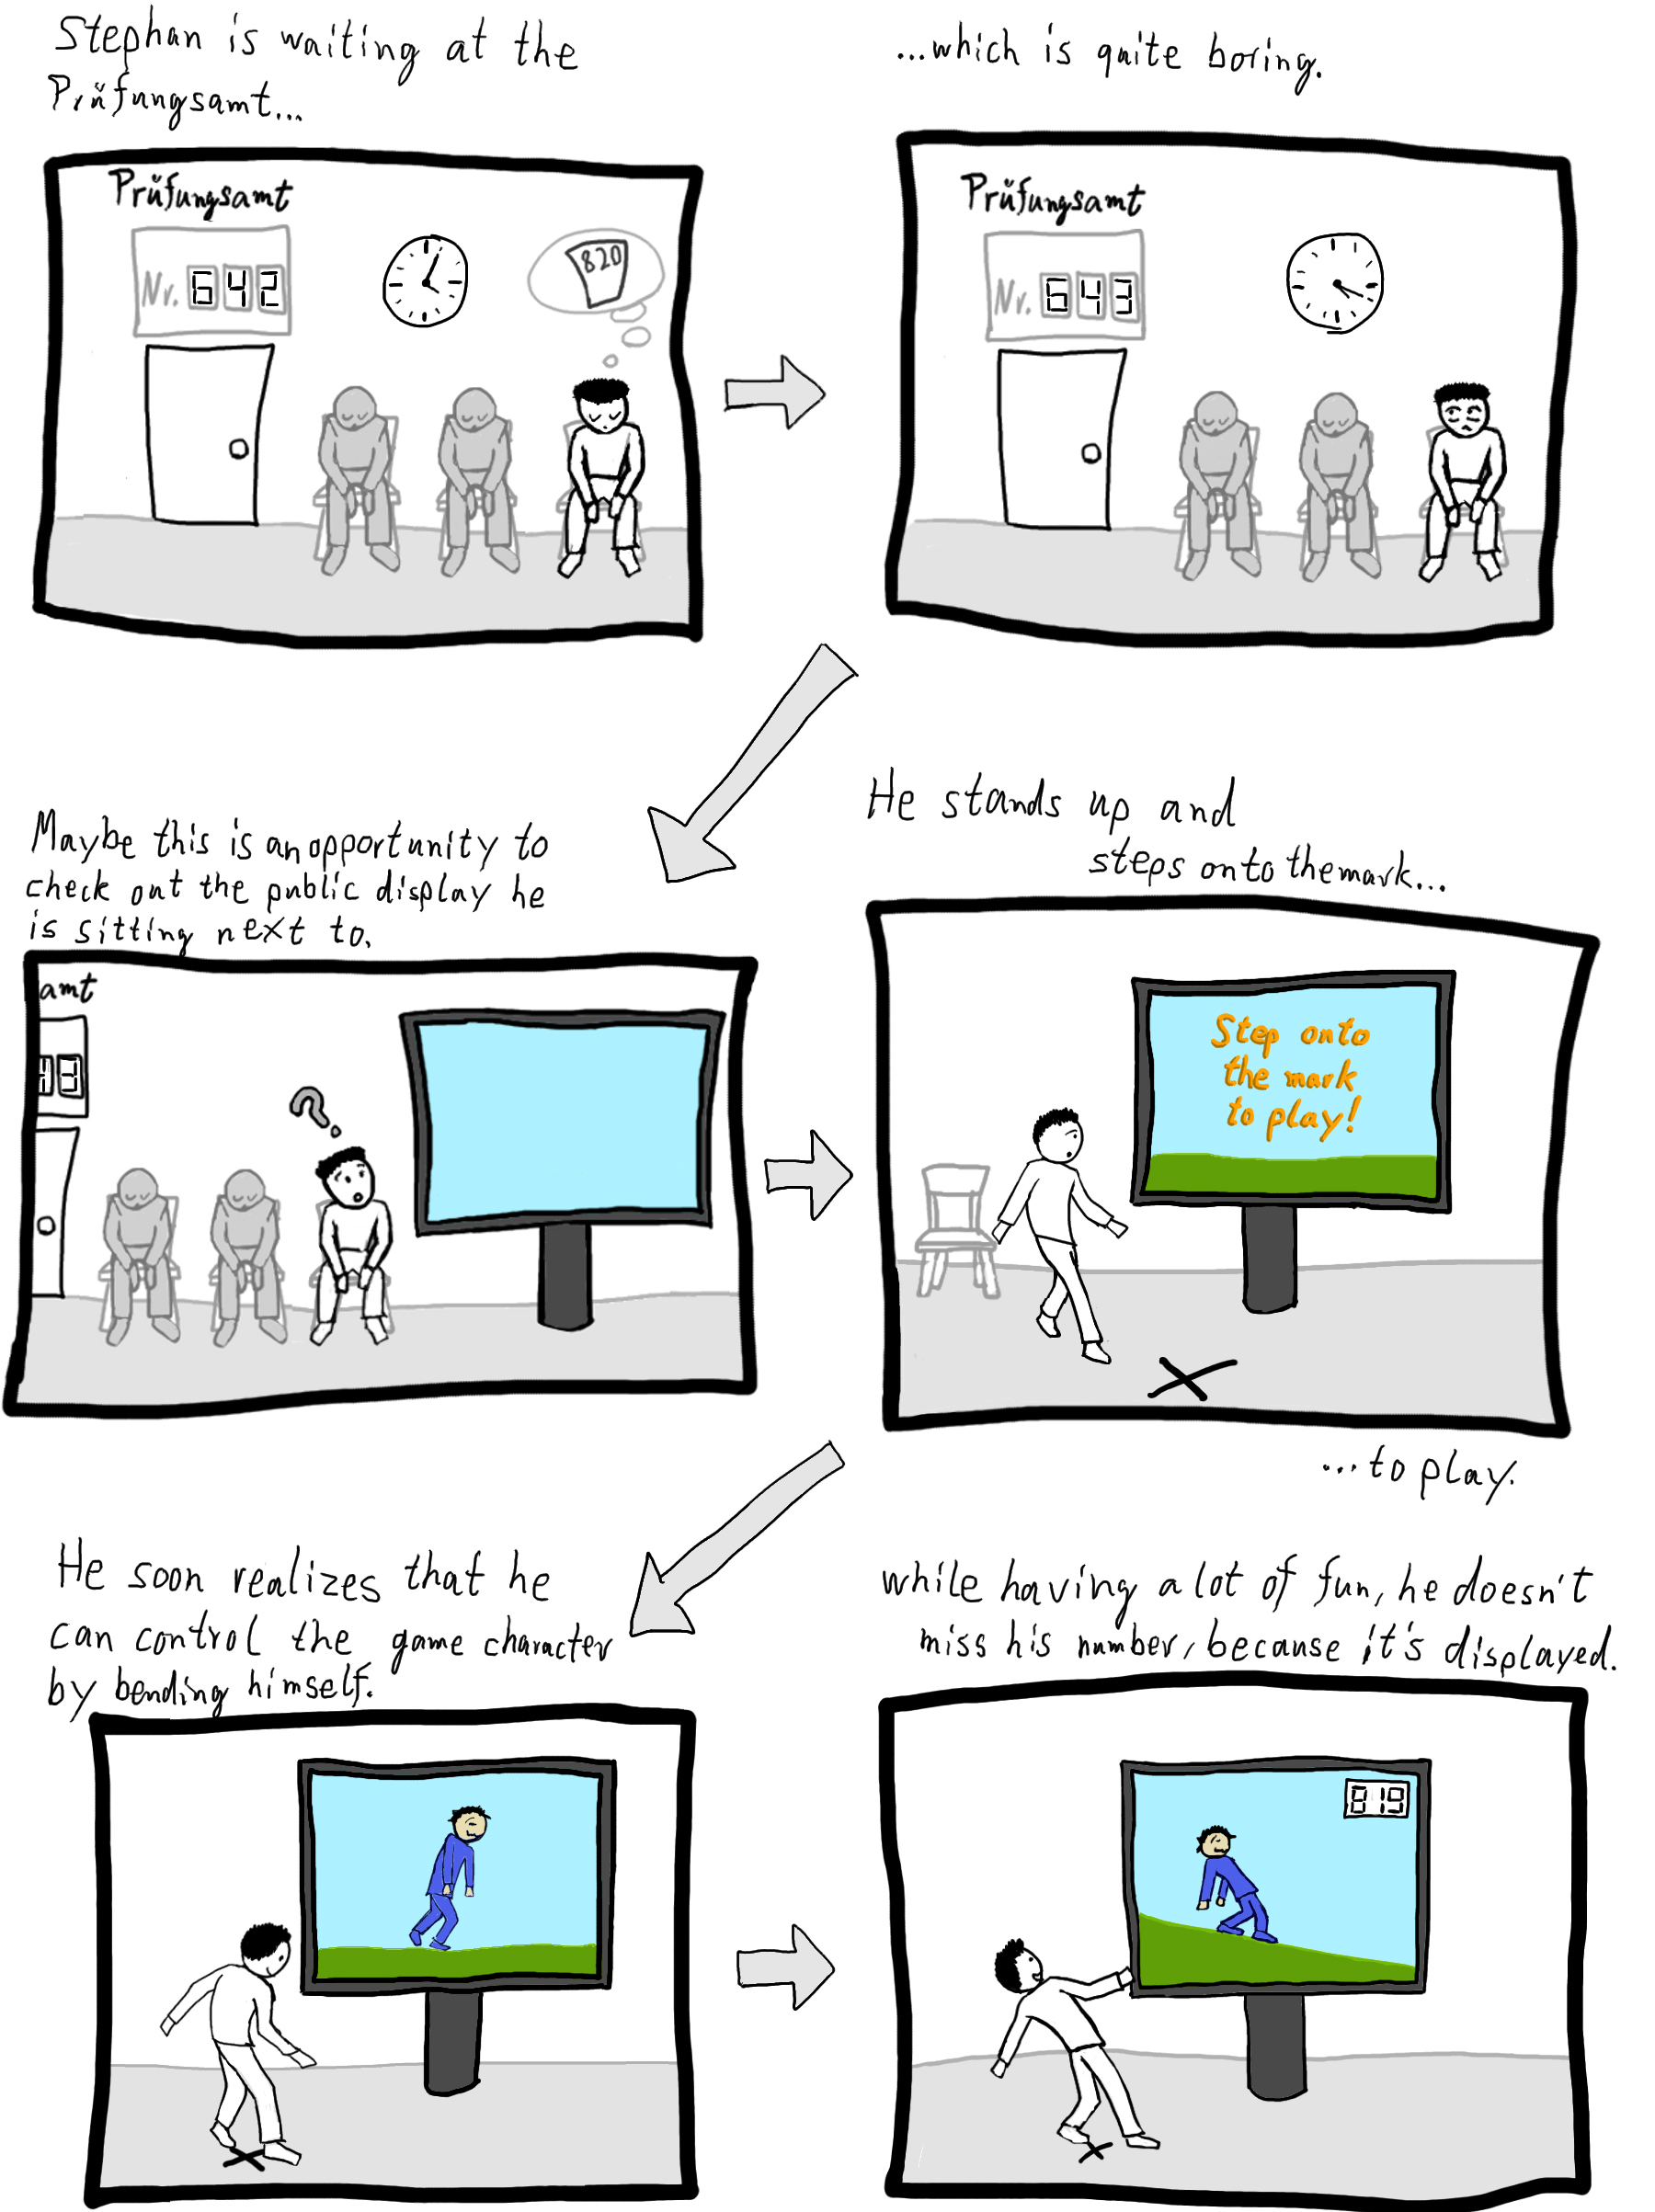 Stephan is waiting at the
Prüfungsamt...
Prüfungsamt
Nr. 642
820
...which is quite boring.
Prüfungsamt
Nr. 643
Maybe this is an opportunity to
check out the public display he
is sitting next to.
amt
13
?
He stands up and
steps onto the mark...
Step onto
the mark
to play!
...to play.
He soon realizes that he
can control the game character
by bending himself.
while having a lot of fun, he doesn't
miss his number, because it's displayed.
819